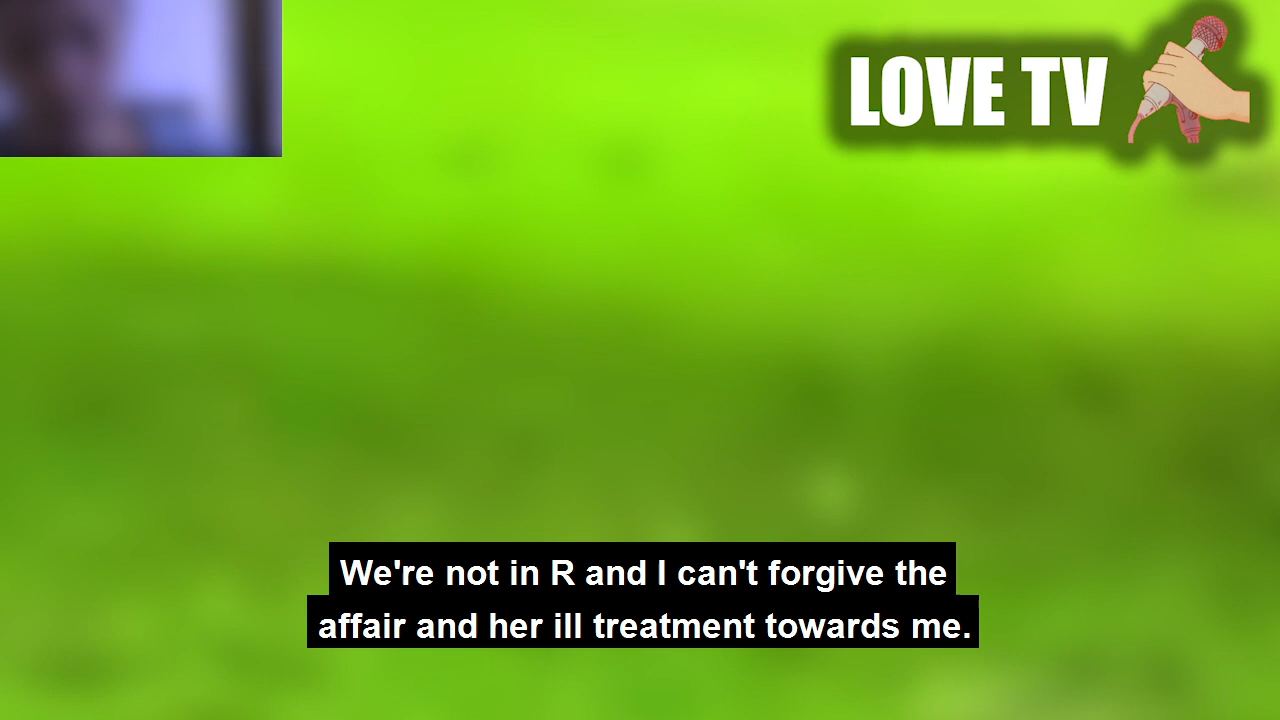 LOVE TV
We're not in R and I can't forgive the
affair and her ill treatment towards me.